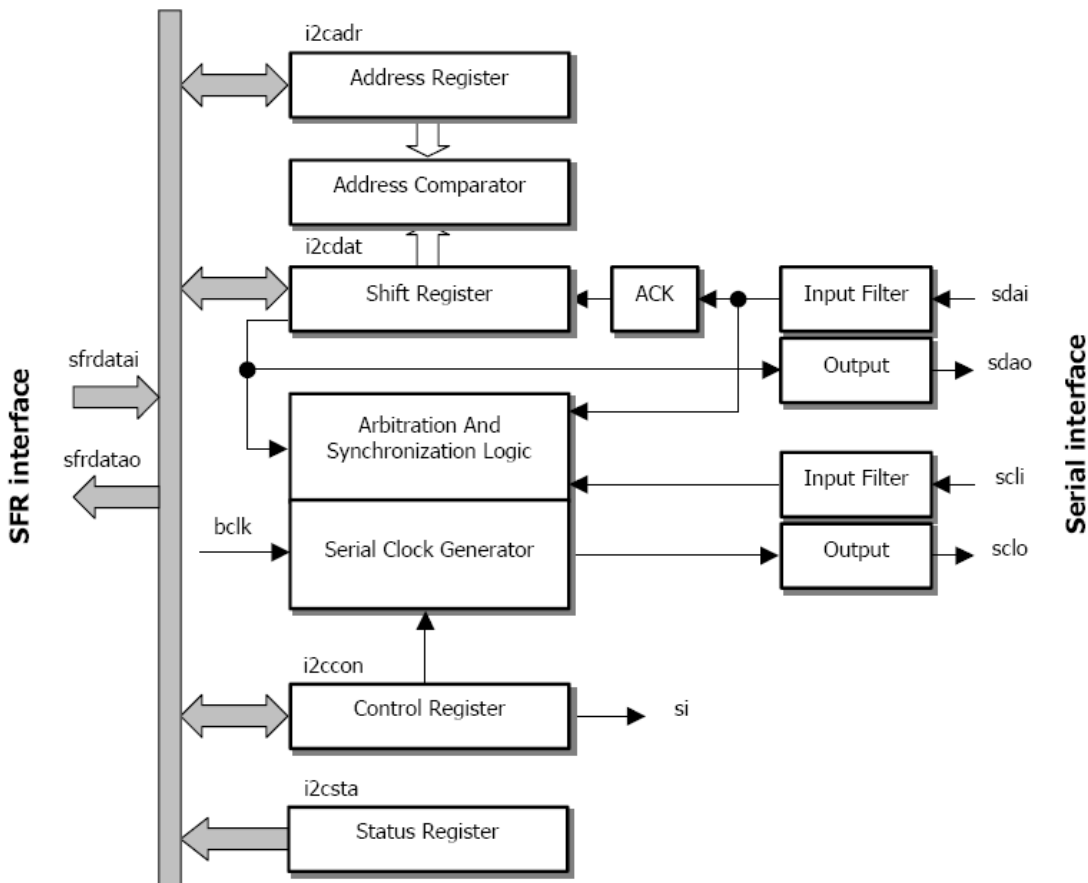 i2cadr
Address Register
Address Comparator
i2cdat
Shift Register
ACK
Input Filter
sdai
Output
sdao
sfrdatai
SFR interface
sfrdatao
Arbitration And
Synchronization Logic
Input Filter
scli
Serial interface
bclk
Serial Clock Generator
Output
sclo
i2ccon
Control Register
si
i2csta
Status Register